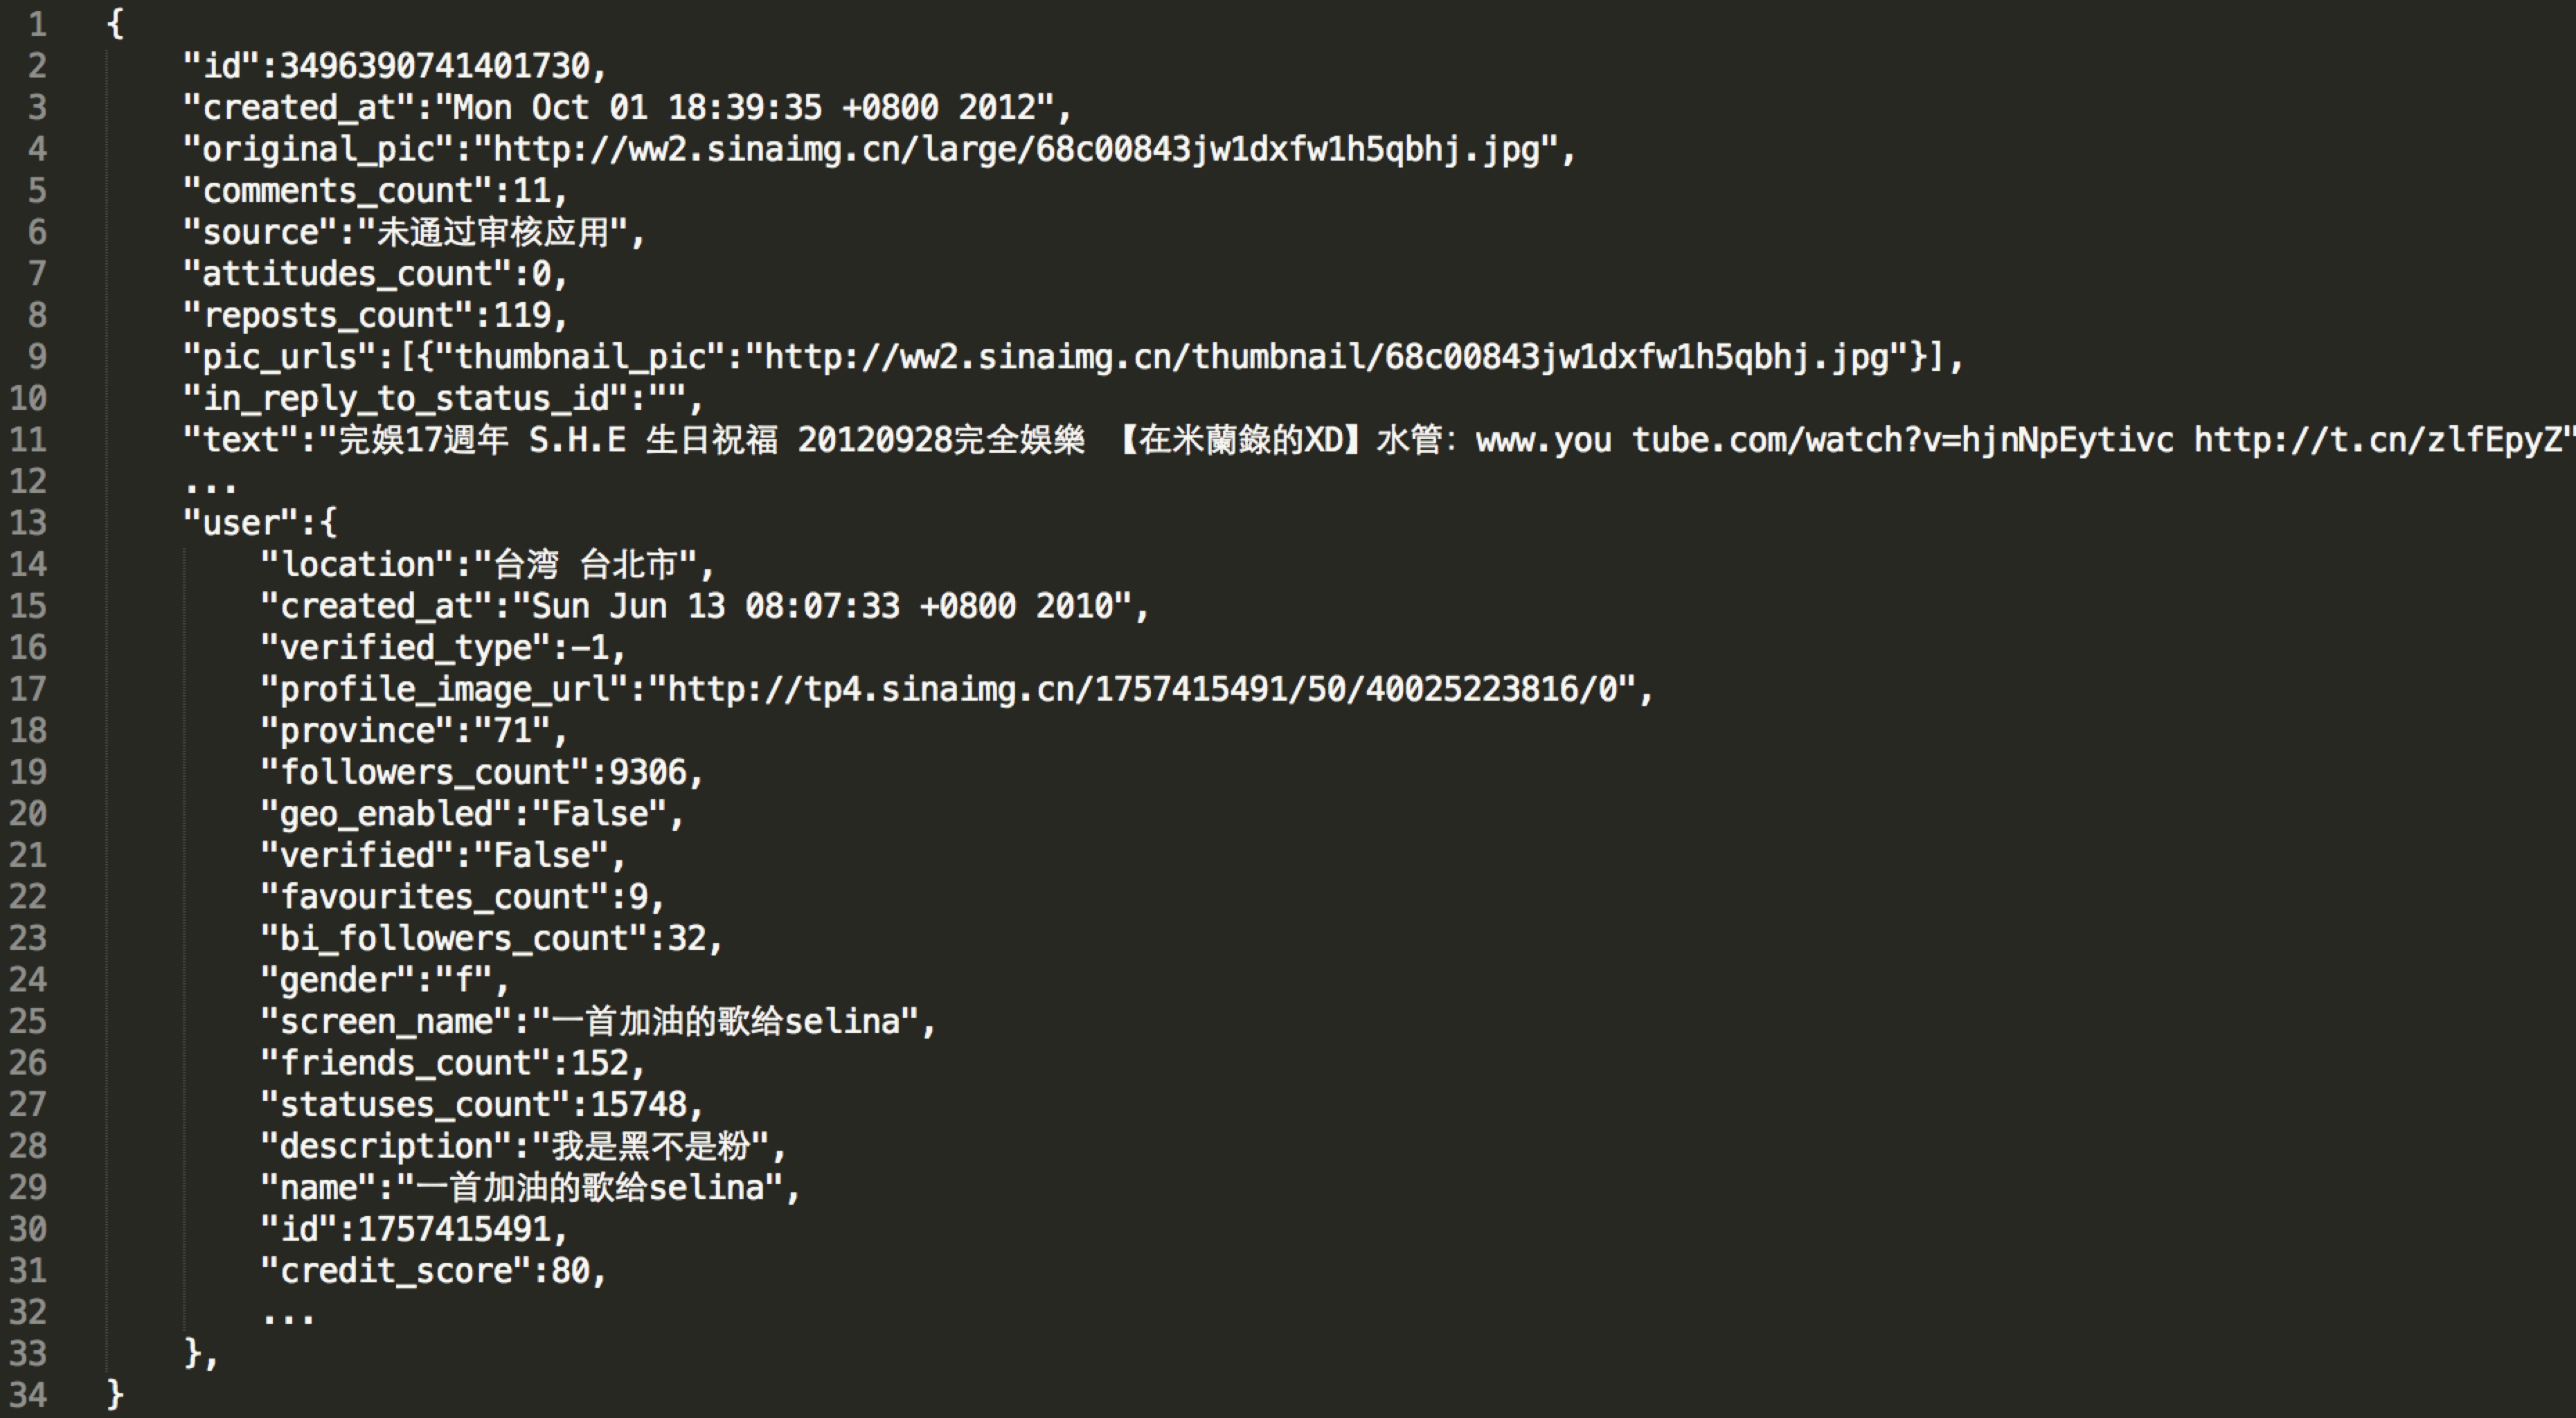 1 {
2 "id":3496390741401730,
3 "created_at":"Mon Oct 01 18:39:35 +0800 2012",
4 "original_pic":"http://ww2.sinaimg.cn/large/68c00843jw1dxfw1h5qbhj.jpg",
5 "comments_count":11,
6 "source":"未通过审核应用",
7 "attitudes_count":0,
8 "reposts_count":119,
9 "pic_urls":[{"thumbnail_pic":"http://ww2.sinaimg.cn/thumbnail/68c00843jw1dxfw1h5qbhj.jpg"}],
10 "in_reply_to_status_id":"",
11 "text":"完娛17週年 S.H.E 生日祝福 20120928完全娛樂 【在米蘭錄的XD】水管：www.you tube.com/watch?v=hjnNpEytivc http://t.cn/zlfEpyZ"
12 ...
13 "user":{
14 "location":"台湾 台北市",
15 "created_at":"Sun Jun 13 08:07:33 +0800 2010",
16 "verified_type":-1,
17 "profile_image_url":"http://tp4.sinaimg.cn/1757415491/50/40025223816/0",
18 "province":"71",
19 "followers_count":9306,
20 "geo_enabled":"False",
21 "verified":"False",
22 "favourites_count":9,
23 "bi_followers_count":32,
24 "gender":"f",
25 "screen_name":"一首加油的歌给selina",
26 "friends_count":152,
27 "statuses_count":15748,
28 "description":"我是黑不是粉",
29 "name":"一首加油的歌给selina",
30 "id":1757415491,
31 "credit_score":80,
32 ...
33 },
34 }